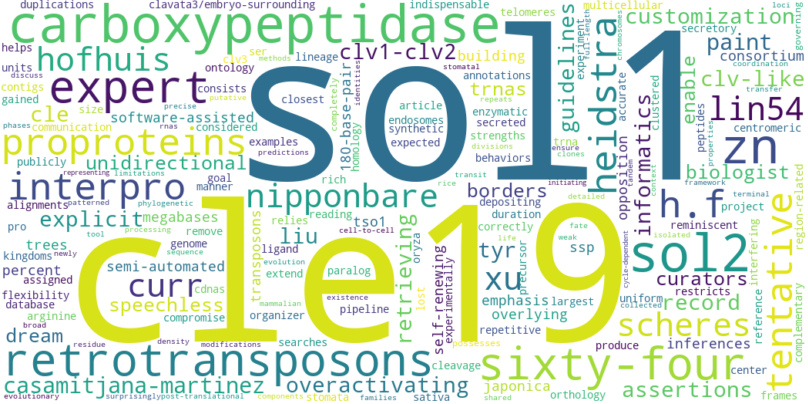 duplications
clavata3/embryo-surrounding
indispensable
multicellular
carboxypeptidase
sol1
telomeres
secretory
loci
governing
customization
helps
units
contigs
gained
hofhuis
clv3
ser
methods
lineage
clv1-clv2
building
annotations
guidelines
experiment
full-length
chromosomes
coordination
transfer
paint
consortium
expert
ontology
consists
closest
completely
repeats
180-base-pair
article
endosomes
synthetic
expected
behaviors
trnas
trna
enzymatic
secreted
strengths
divisions
clones
ensure
phases
cle
size
communication
software-assisted
considered
rnas
precise
putative
identities
homology
stomatal
peptides
properties
clustered
accurate
enable
clv-like
lin54
centromeric
proproteins
publicly
unidirectional
examples
manner
goal
discuss
predictions
rich
transit
rice
heidstra
informatics
opposition
context
tandem
zn
biologist
framework
terminal
project
reminiscent
representing
limitations
interpro
alignments
phylogenetic
pro
tool
nipponbare
borders
depositing
duration
correctly
initiating
h.f
detailed
kingdoms
percent
assigned
explicit
megabases
trees
genome
processing
sequence
newly
transposons
liu
relies
reading
tso1
cell-to-cell
ligand
evolution
weak
life
fate
isolated
cycle-dependent
sol2
patterned
interfering
region-related
complementary
tentative
flexibility
database
arginine
semi-automated
remove
cdnas
curr
speechless
cle19
paralog
extend
existence
oryza
retrieving
lost
self-renewing
experimentally
precursor
tyr
ssp
xu
emphasis
overlying
restricts
curators
record
reference
density
compromise
organizer
pipeline
mammalian
largest
uniform
repetitive
collected
inferences
center
dream
residue
modifications
broad
searches
cleavage
scheres
possesses
produce
retrotransposons
sixty-four
casamitjana-martinez
stomata
overactivating
sativa
japonica
orthology
assertions
evolutionary
surprisingly
post-translational
components
families
shared
frames